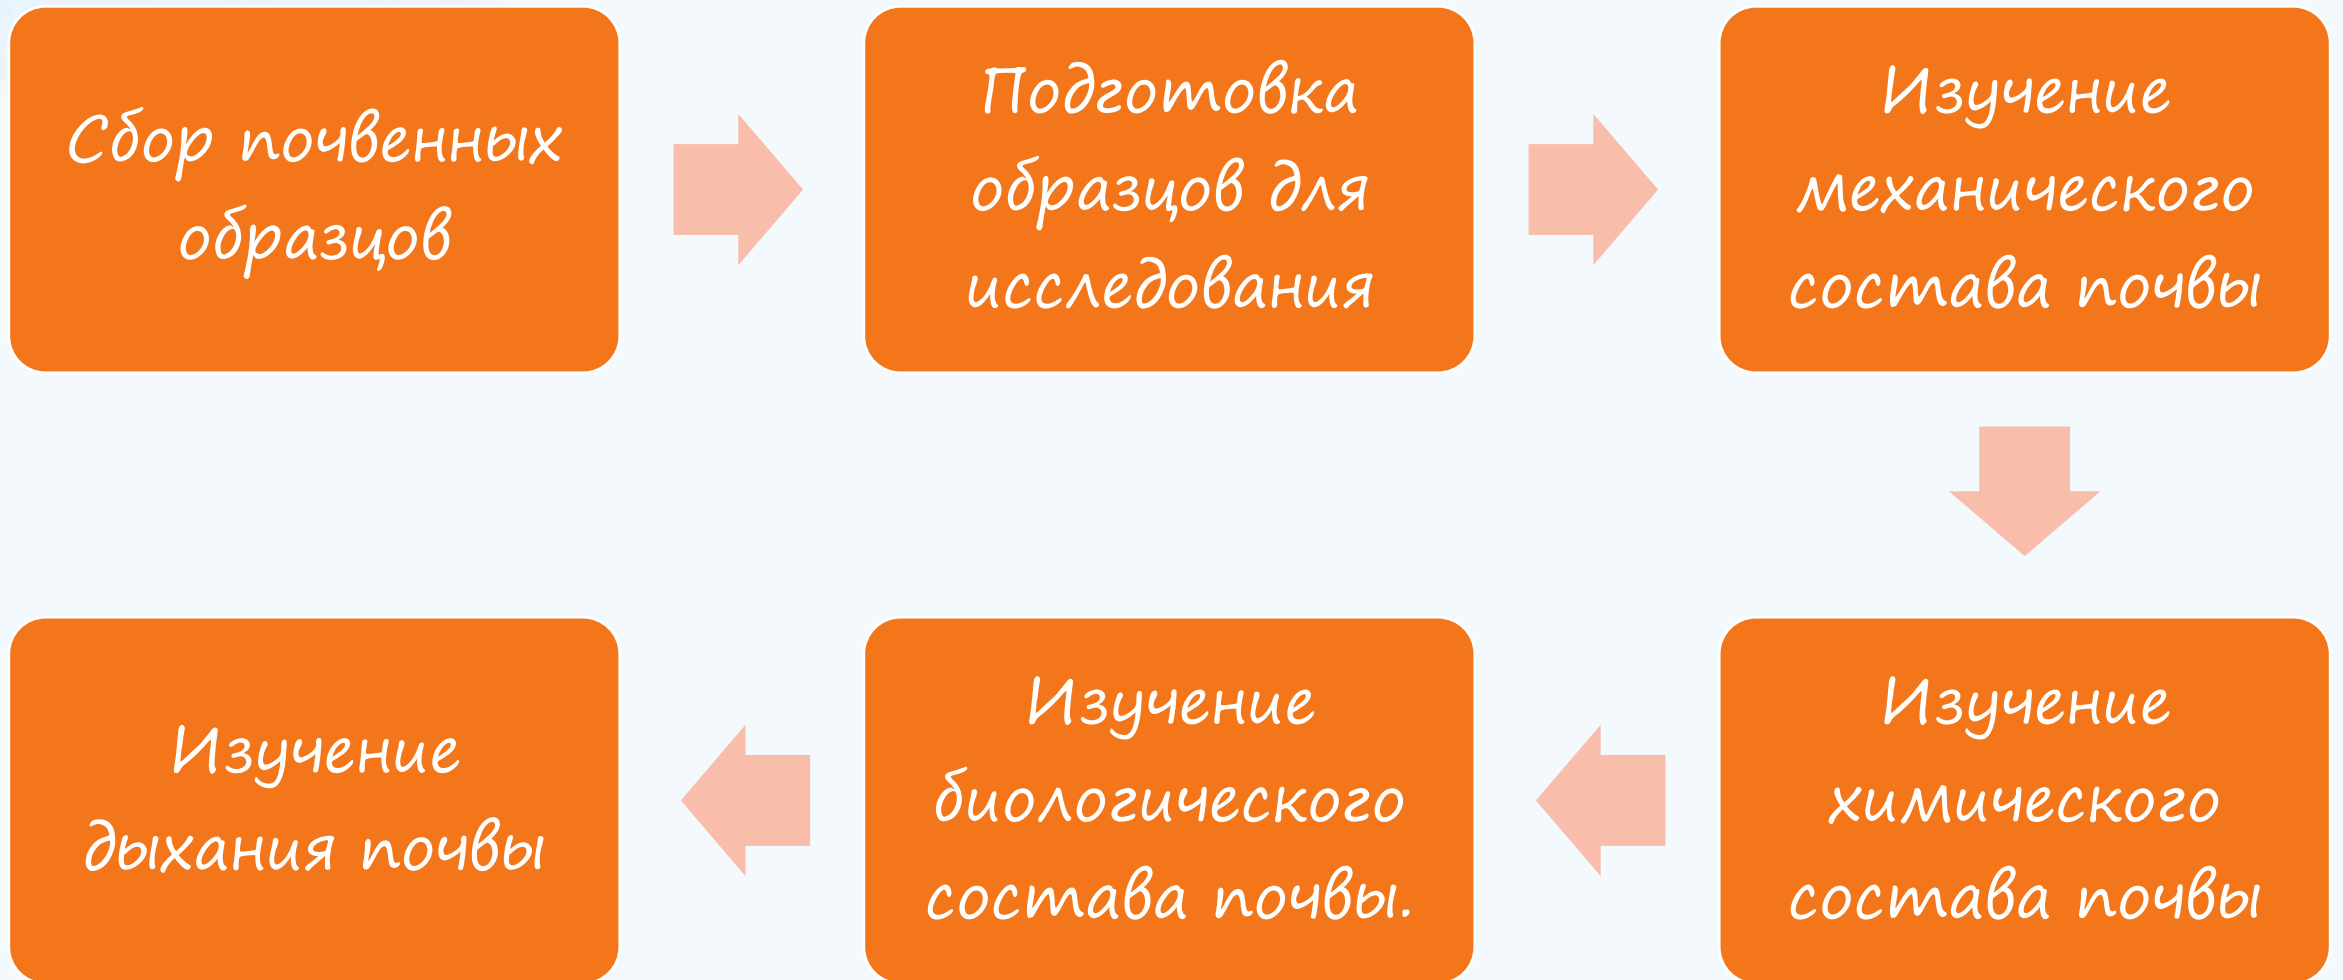 Сбор почвенных
образцов
Подготовка
образцов для
исследования
Изучение
механического
состава почвы
Изучение
химического
состава почвы
Изучение
биологического
состава почвы.
Изучение
дыхания почвы